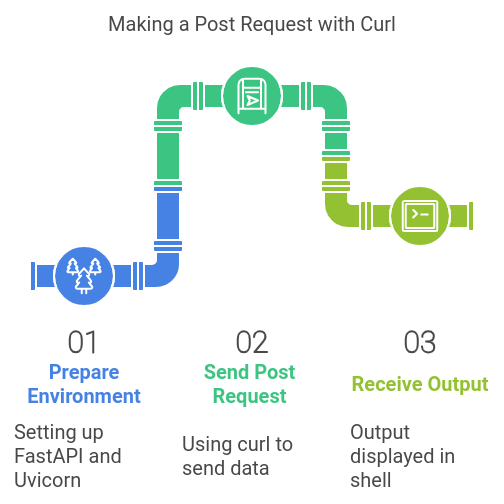 Making a Post Request with Curl
01
Prepare
Environment
Setting up
FastAPI and
Uvicorn
02
Send Post
Request
Using curl to
send data
03
Receive Output
Output
displayed in
shell